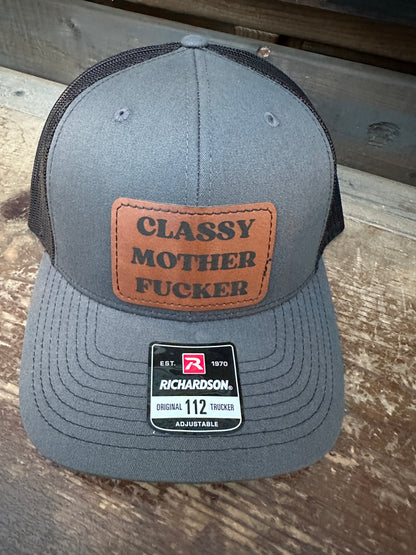 CLASSY
MOTHER
FUCKER
EST. R 1970
RICHARDSON®
ORIGINAL 112 TRUCKER
ADJUSTABLE